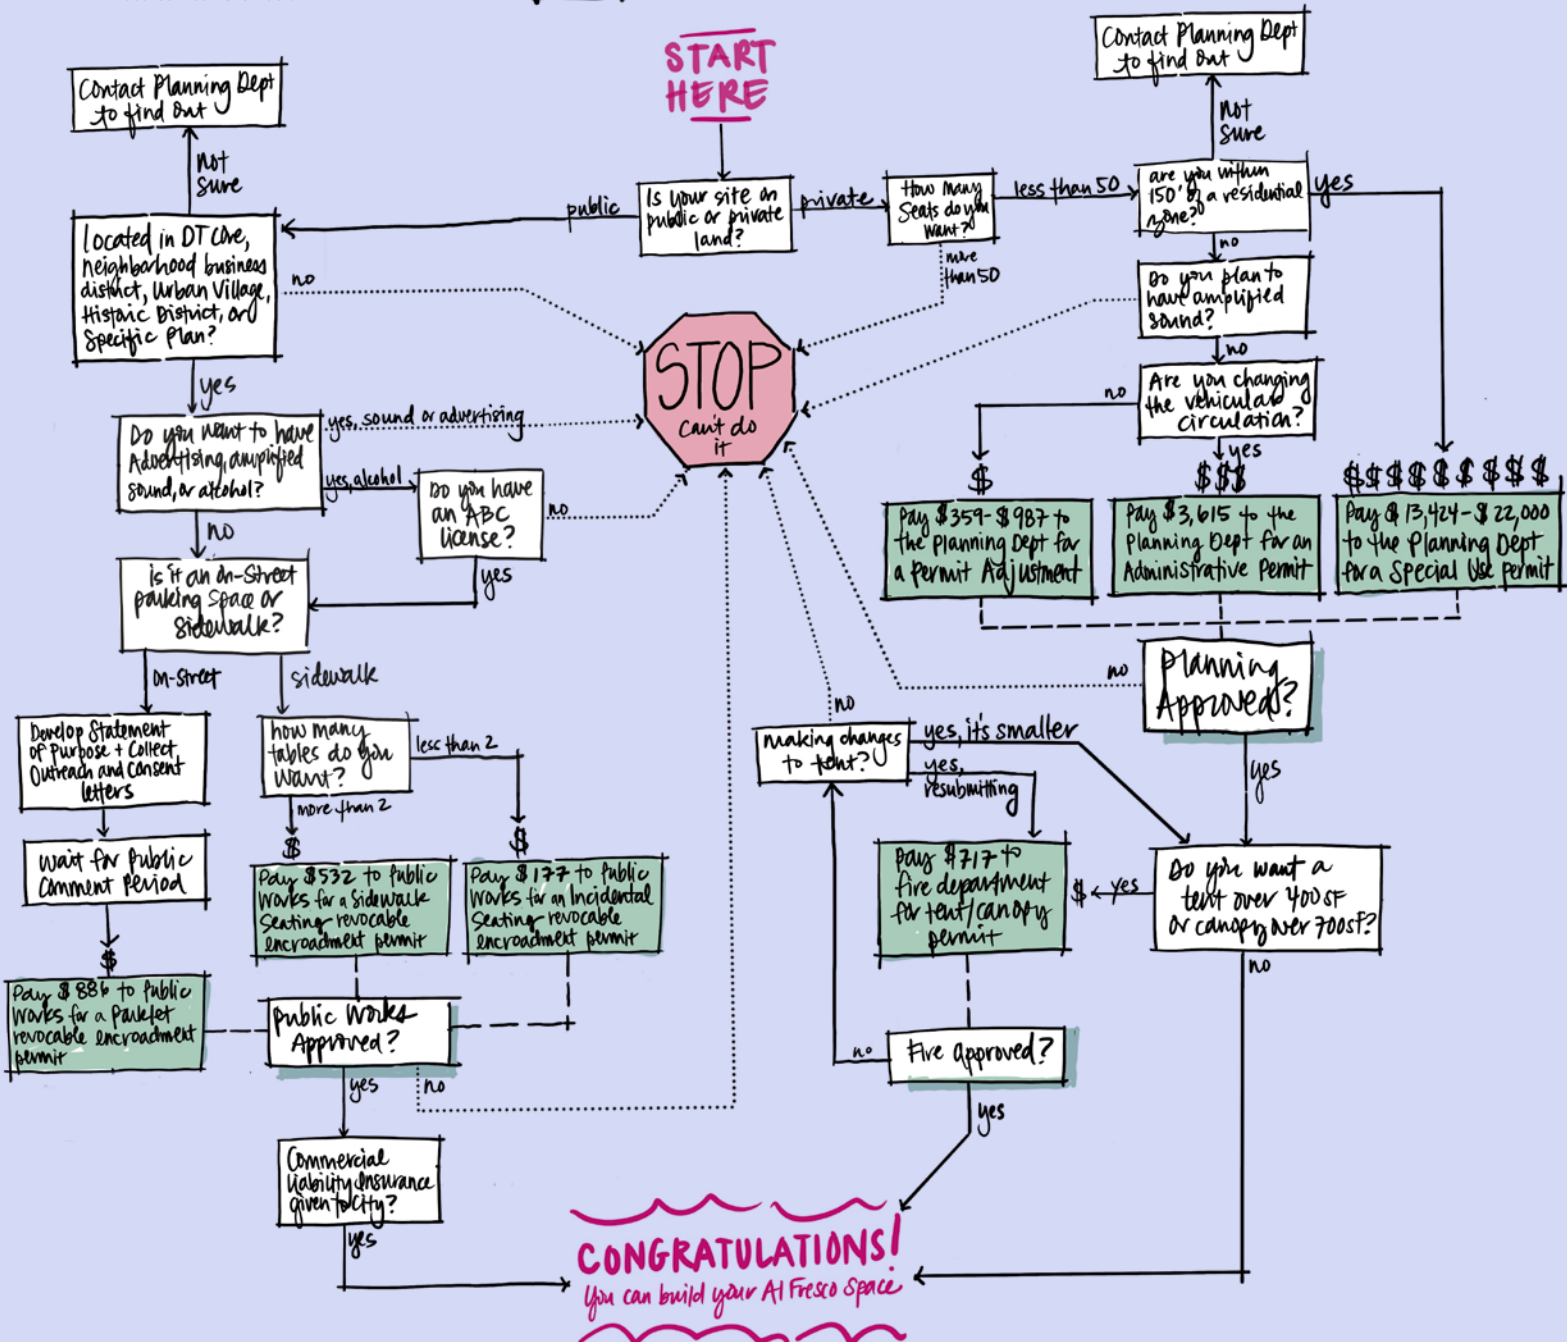 START
HERE
Contact Planning Dept
to find out
Not
sure
Contact Planning Dept
to find out
not
sure
Is your site on
public or private
land?
public
private
How many
Seats do you
want?
less than 50
more
than 50
are you within
150' of a residential
zone?
yes
no
Do you plan to
have amplified
sound?
no
Are you changing
the vehicular
circulation?
no
yes
located in DT core,
neighborhood business
district, Urban Village,
Historic District, or
Specific Plan?
no
yes
STOP
can't do
it
Do you want to have
Advertising, amplified
sound, or alcohol?
yes, sound or advertising
yes, alcohol
no
Do you have
an ABC
license?
no
yes
is it an on-Street
parking space or
sidewalk?
on-street
sidewalk
$
$$$
$$$$$$$$$
Pay $359-$987 to
the Planning Dept for
a permit Adjustment
Pay $3,615 to the
Planning Dept for an
Administrative Permit
Pay $13,424-$22,000
to the Planning Dept
for a Special Use permit
Planning
Approved?
no
yes
Develop Statement
of Purpose + Collect
Outreach and Consent
letters
how many
tables do you
want?
less than 2
more than 2
wait for Public
Comment Period
$
$
$
Pay $532 to Public
Works for a Sidewalk
Seating revocable
encroadment permit
Pay $177 to Public
Works for an Incidental
Seating revocable
encroadment permit
Pay $886 to Public
Works for a Parklet
revocable encroadment
permit
Public Works
Approved?
yes
no
Commercial
liability Insurance
given to City?
yes
making changes
to tent?
no
yes, it's smaller
yes,
resubmitting
Pay $717 to
fire department
for tent/canopy
permit
$
yes
Do you want a
tent over 400SF
or canopy over 700SF?
no
Fire approved?
no
yes
CONGRATULATIONS!
You can build your Al Fresco Space